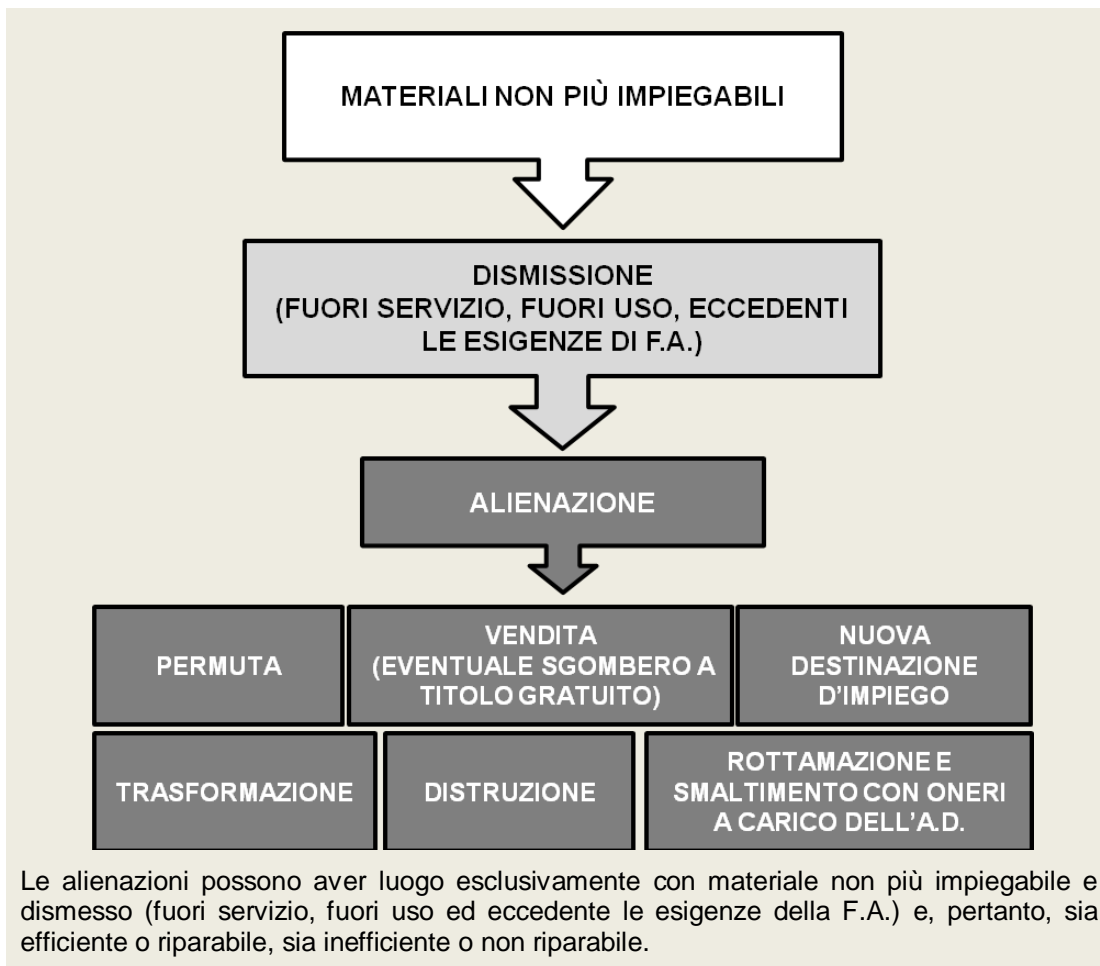 MATERIALI NON PIÙ IMPIEGABILI
DISMISSIONE
(FUORI SERVIZIO, FUORI USO, ECCEDENTI
LE ESIGENZE DI F.A.)
ALIENAZIONE
PERMUTA
VENDITA
(EVENTUALE SGOMBERO A
TITOLO GRATUITO)
NUOVA
DESTINAZIONE
D'IMPIEGO
TRASFORMAZIONE
DISTRUZIONE
ROTTAMAZIONE E
SMALTIMENTO CON ONERI
A CARICO DELL'A.D.
Le alienazioni possono aver luogo esclusivamente con materiale non più impiegabile e
dismesso (fuori servizio, fuori uso ed eccedente le esigenze della F.A.) e, pertanto, sia
efficiente o riparabile, sia inefficiente o non riparabile.